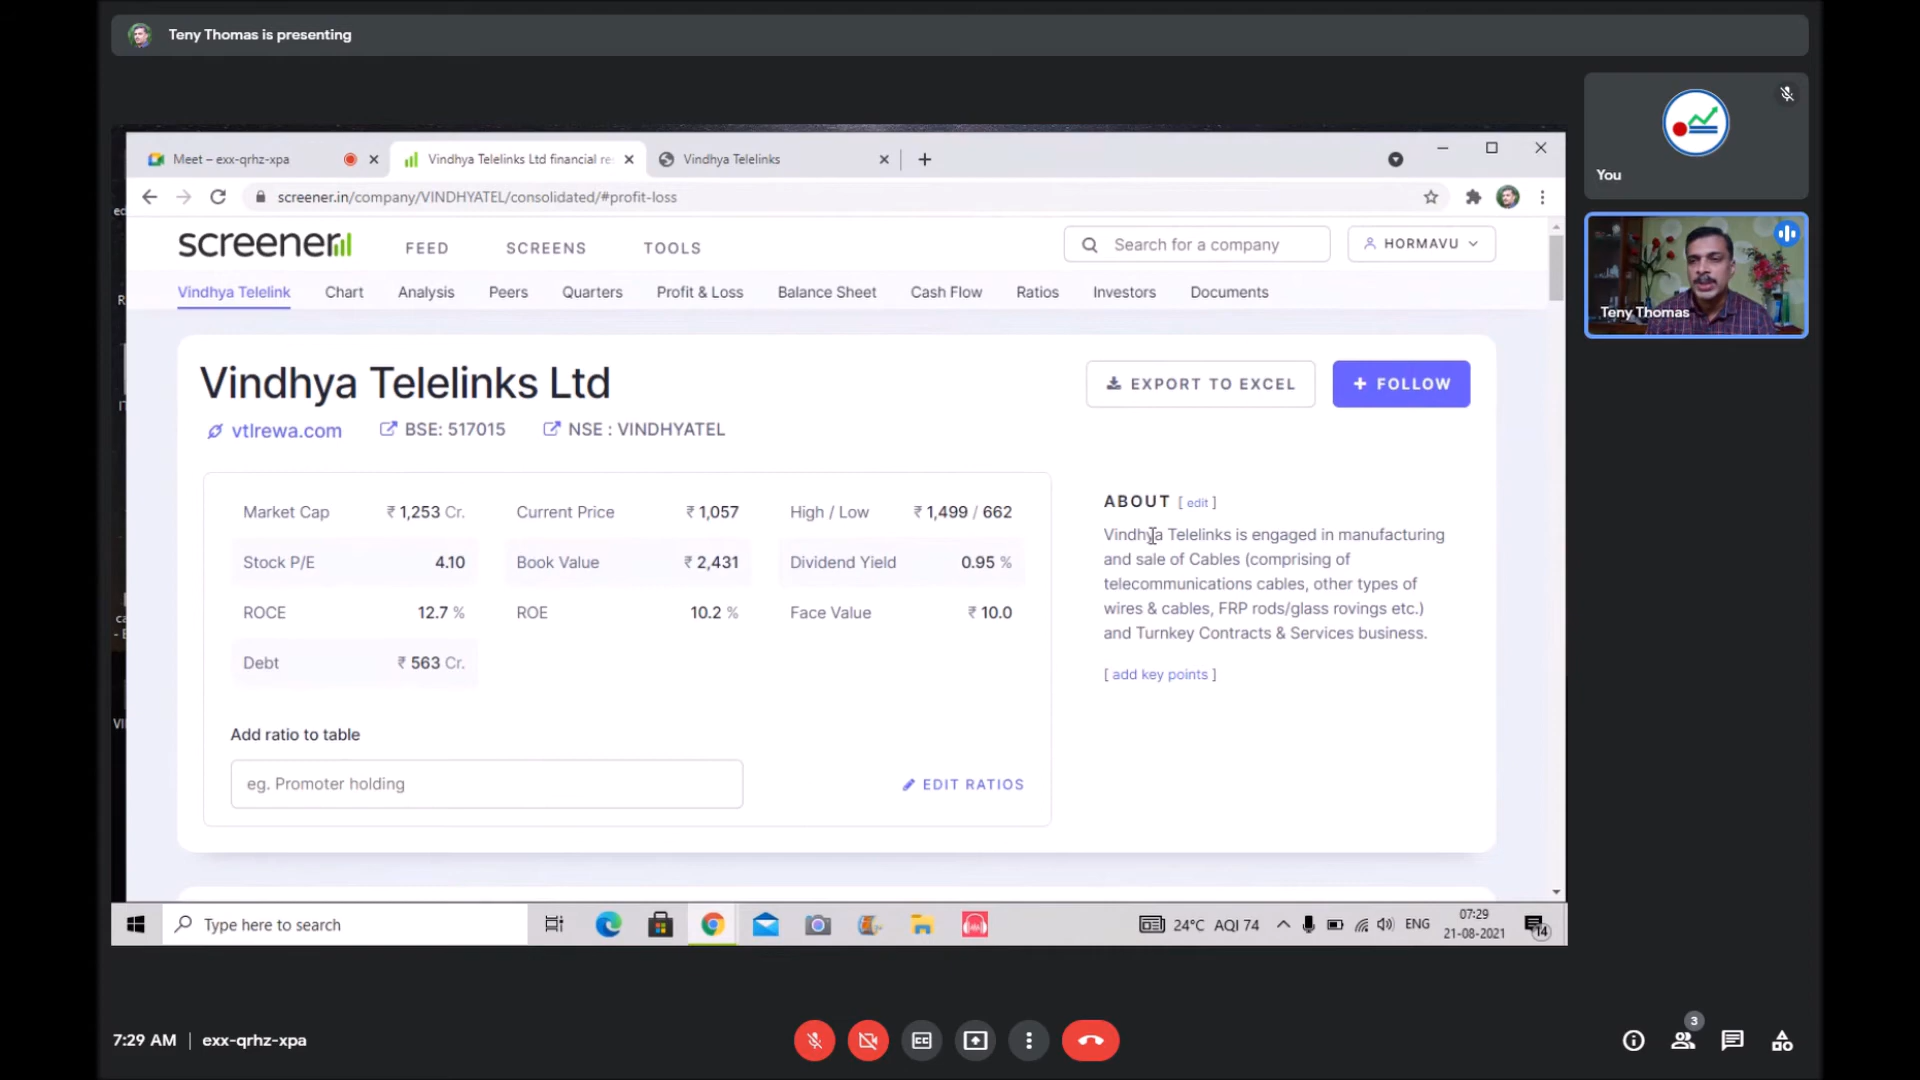 Teny Thomas is presenting
You
Teny Thomas
Meet – exx-qrhz-xpa
Vindhya Telelinks Ltd financial re
Vindhya Telelinks
screener.in/company/VINDHYATEL/consolidated/#profit-loss
screener
FEED SCREENS TOOLS
Search for a company
HORMAVU
Vindhya Telelink Chart Analysis Peers Quarters Profit & Loss Balance Sheet Cash Flow Ratios Investors Documents
Vindhya Telelinks Ltd
EXPORT TO EXCEL
+ FOLLOW
vtlrewa.com BSE: 517015 NSE : VINDHYATEL
Market Cap ₹ 1,253 Cr. Current Price ₹ 1,057 High / Low ₹ 1,499 / 662
Stock P/E 4.10 Book Value ₹ 2,431 Dividend Yield 0.95 %
ROCE 12.7 % ROE 10.2 % Face Value ₹ 10.0
Debt ₹ 563 Cr.
Add ratio to table
eg. Promoter holding
EDIT RATIOS
ABOUT [ edit ]
Vindhya Telelinks is engaged in manufacturing
and sale of Cables (comprising of
telecommunications cables, other types of
wires & cables, FRP rods/glass rovings etc.)
and Turnkey Contracts & Services business.
[ add key points ]
Type here to search
24°C AQI 74
ENG
07:29
21-08-2021
14
7:29 AM | exx-qrhz-xpa
3